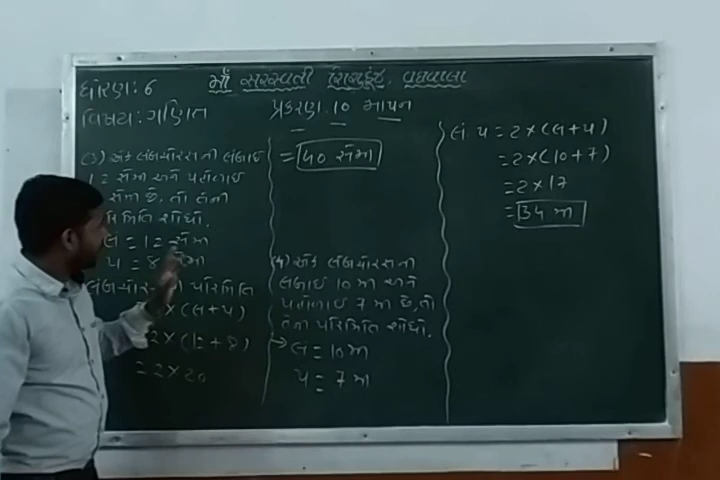 ધોરણ: 6
માઁ સરસ્વતી
વિષય: ગણિત
પ્રકરણ. 10 માપન
(3) એક લંબચોરસની લંબાઈ
12 સેમી અને પહોળાઈ
સેમી છે. તો તેની
પરિમિતિ શોધો.
લ = 12 સેમી
પ = 8 સેમી
લંબચોરસની પરિમિતિ
2 × (લ + પ)
2 × (12 + 8)
= 2 × 20
= 40 સેમી
(4) એક લંબચોરસની
લંબાઈ 10 મી અને
પહોળાઈ 7 મી છે, તો
તેની પરિમિતિ શોધો.
→ લ = 10 મી
પ = 7 મી
લં. પ = 2 × (લ + પ)
= 2 × (10 + 7)
= 2 × 17
= 34 મી